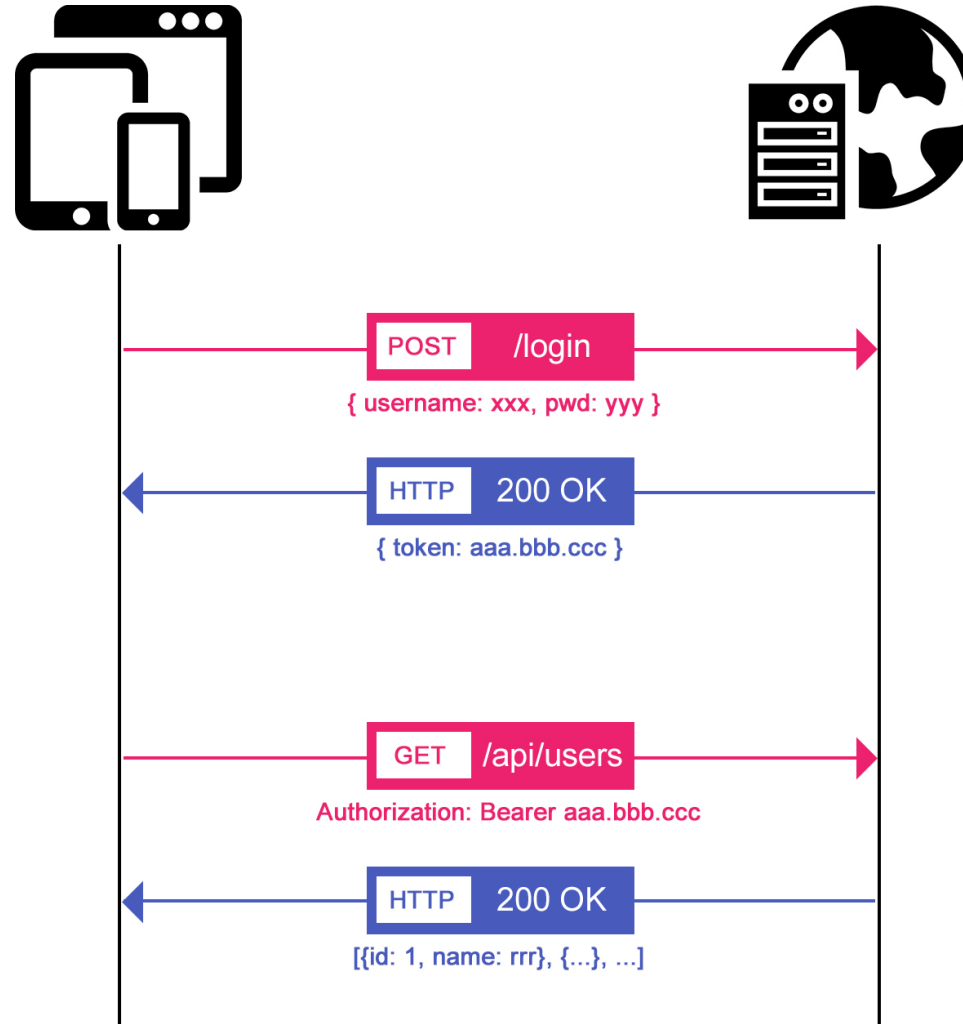 POST /login
{ username: xxx, pwd: yyy }
HTTP 200 OK
{ token: aaa.bbb.ccc }
GET /api/users
Authorization: Bearer aaa.bbb.ccc
HTTP 200 OK
[{id: 1, name: rrr}, {...}, ...]